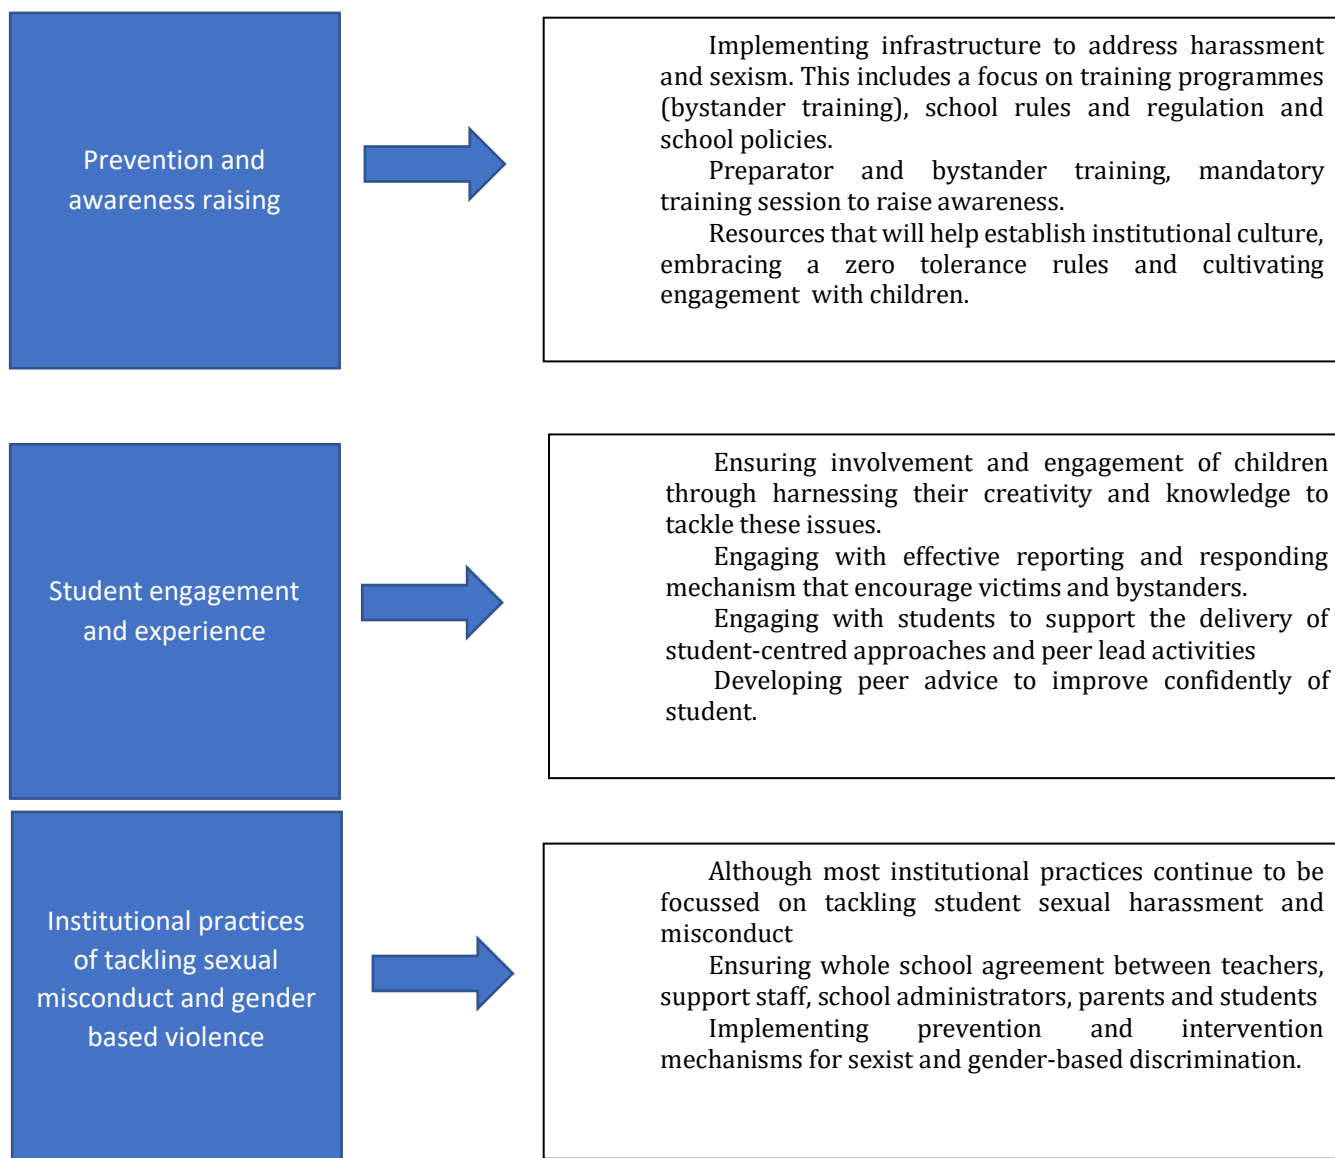 Prevention and
awareness raising
Implementing infrastructure to address harassment
and sexism. This includes a focus on training programmes
(bystander training), school rules and regulation and
school policies.
Preparator and bystander training, mandatory
training session to raise awareness.
Resources that will help establish institutional culture,
embracing a zero tolerance rules and cultivating
engagement with children.
Student engagement
and experience
Ensuring involvement and engagement of children
through harnessing their creativity and knowledge to
tackle these issues.
Engaging with effective reporting and responding
mechanism that encourage victims and bystanders.
Engaging with students to support the delivery of
student-centred approaches and peer lead activities
Developing peer advice to improve confidently of
student.
Institutional practices
of tackling sexual
misconduct and gender
based violence
Although most institutional practices continue to be
focussed on tackling student sexual harassment and
misconduct
Ensuring whole school agreement between teachers,
support staff, school administrators, parents and students
Implementing prevention and intervention
mechanisms for sexist and gender-based discrimination.